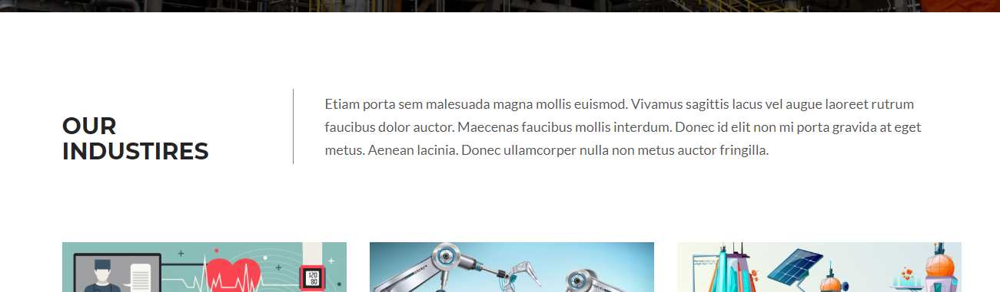 OUR
INDUSTIRES
Etiam porta sem malesuada magna mollis euismod. Vivamus sagittis lacus vel augue laoreet rutrum
faucibus dolor auctor. Maecenas faucibus mollis interdum. Donec id elit non mi porta gravida at eget
metus. Aenean lacinia. Donec ullamcorper nulla non metus auctor fringilla.
120
80